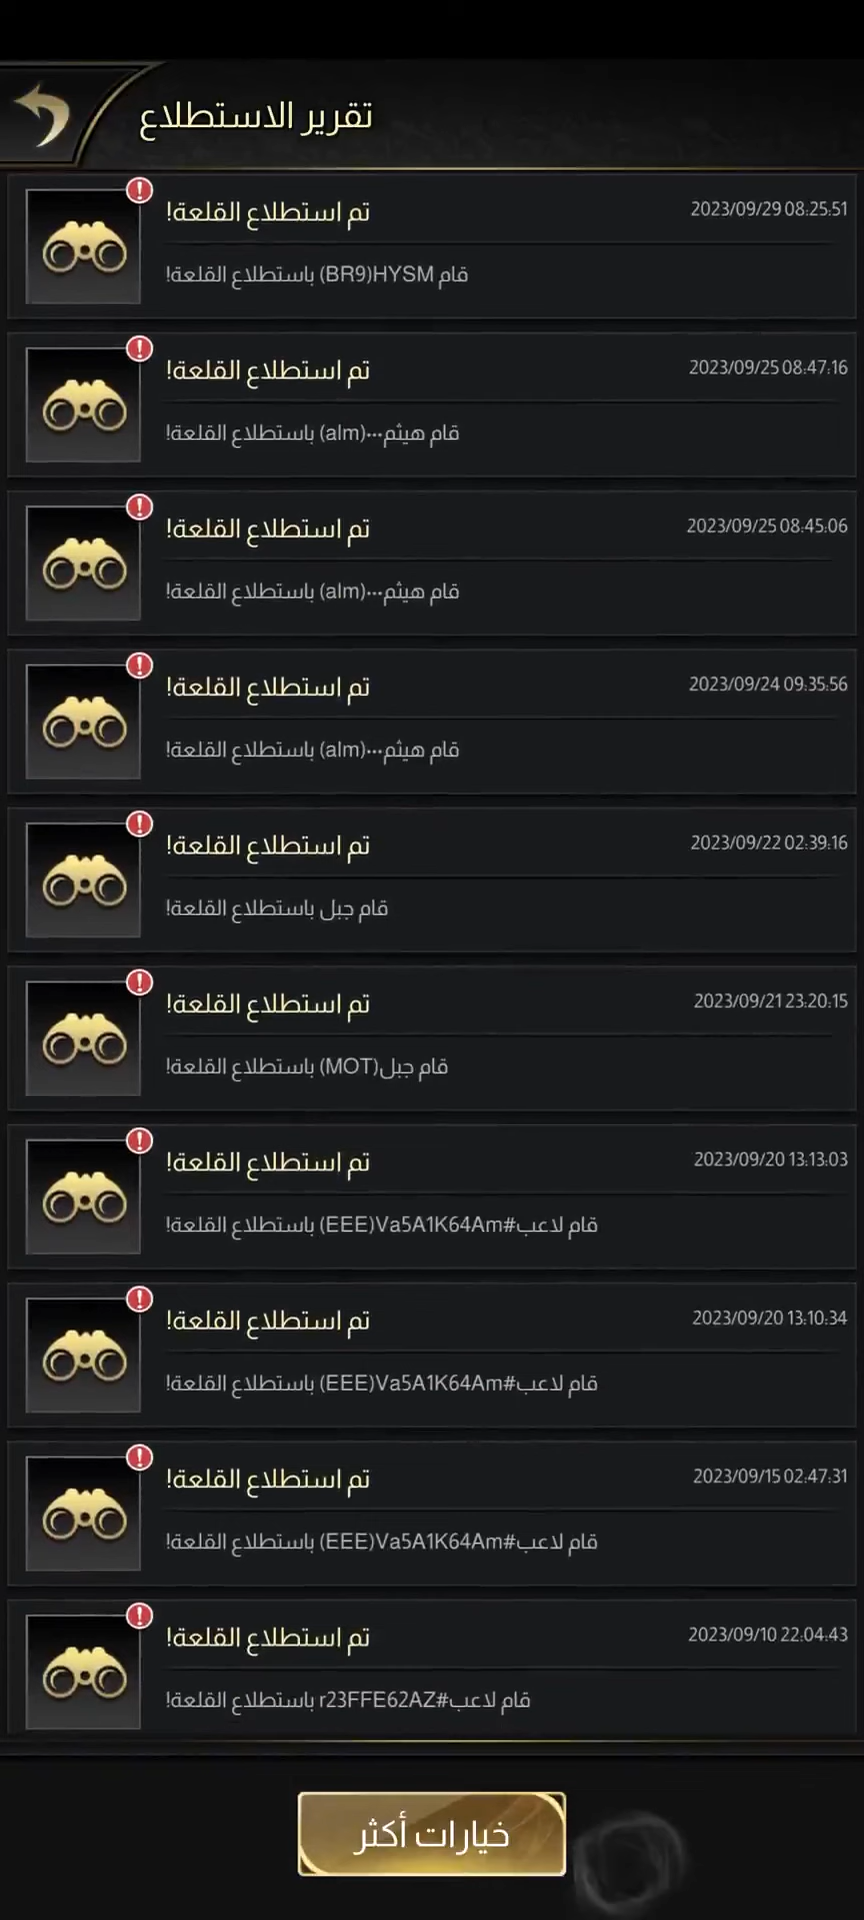 تقرير الاستطلاع
تم استطلاع القلعة!
2023/09/29 08:25:51
قام HYSM(BR9) باستطلاع القلعة!
تم استطلاع القلعة!
2023/09/25 08:47:16
قام هيثم...(alm) باستطلاع القلعة!
تم استطلاع القلعة!
2023/09/25 08:45:06
قام هيثم...(alm) باستطلاع القلعة!
تم استطلاع القلعة!
2023/09/24 09:35:56
قام هيثم...(alm) باستطلاع القلعة!
تم استطلاع القلعة!
2023/09/22 02:39:16
قام جبل باستطلاع القلعة!
تم استطلاع القلعة!
2023/09/21 23:20:15
قام جبل(MOT) باستطلاع القلعة!
تم استطلاع القلعة!
2023/09/20 13:13:03
قام لاعب#Va5A1K64Am(EEE) باستطلاع القلعة!
تم استطلاع القلعة!
2023/09/20 13:10:34
قام لاعب#Va5A1K64Am(EEE) باستطلاع القلعة!
تم استطلاع القلعة!
2023/09/15 02:47:31
قام لاعب#Va5A1K64Am(EEE) باستطلاع القلعة!
تم استطلاع القلعة!
2023/09/10 22:04:43
قام لاعب#r23FFE62AZ باستطلاع القلعة!
خيارات أكثر